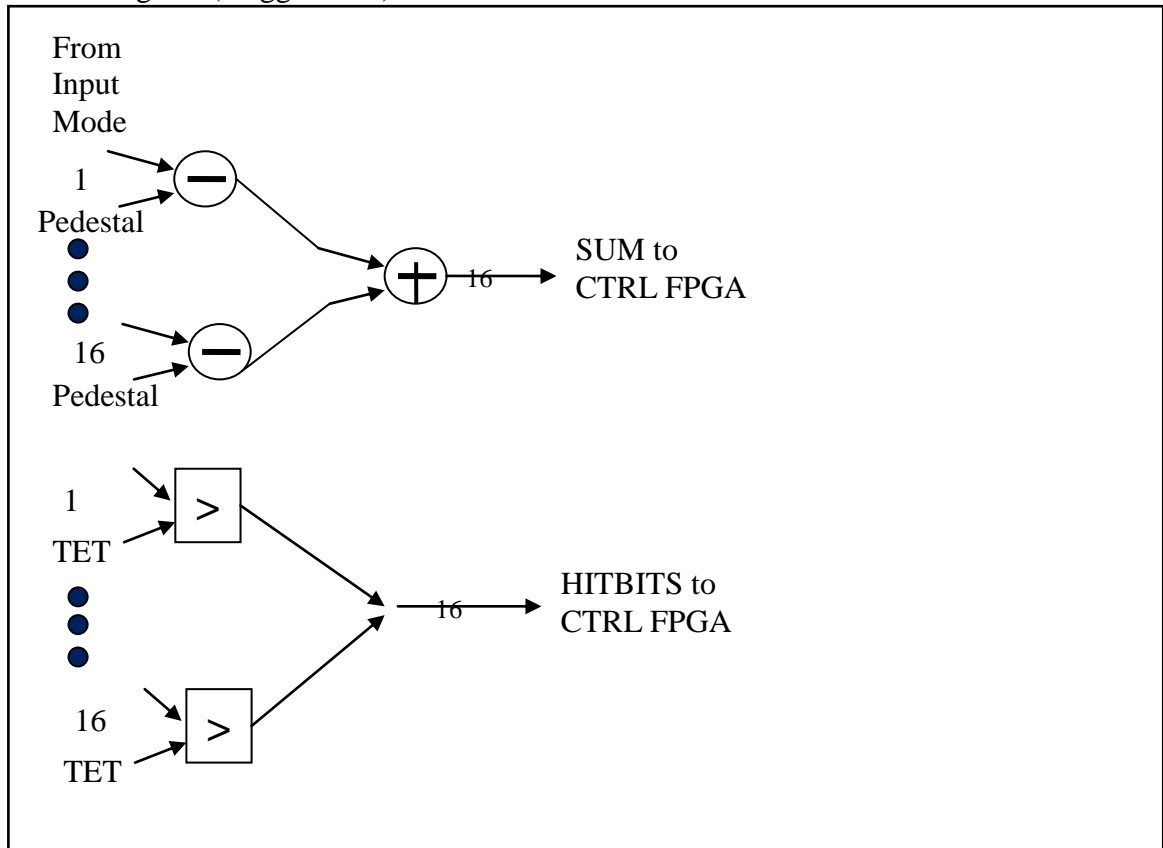 From
Input
Mode
1
Pedestal
16
Pedestal
16
SUM to
CTRL FPGA
1
TET
16
TET
>
>
16
HITBITS to
CTRL FPGA